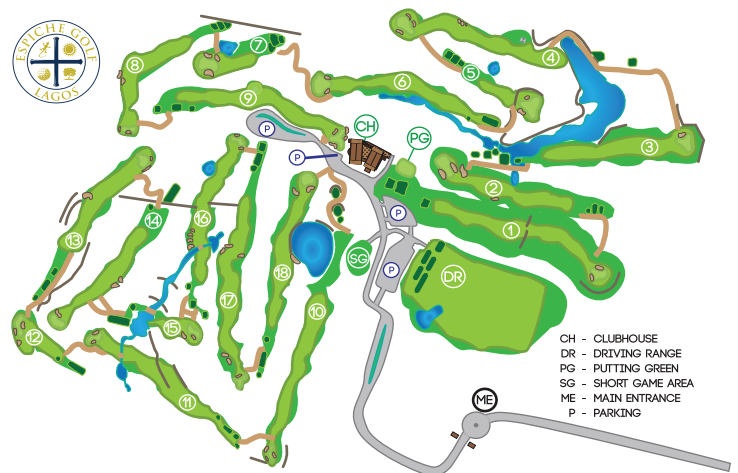 ESPICHE GOLF
LAGOS
8
7
9
6
5
4
3
P
P
CH
PG
2
1
P
P
SG
DR
13
14
16
17
18
10
12
15
11
ME
CH - CLUBHOUSE
DR - DRIVING RANGE
PG - PUTTING GREEN
SG - SHORT GAME AREA
ME - MAIN ENTRANCE
P - PARKING